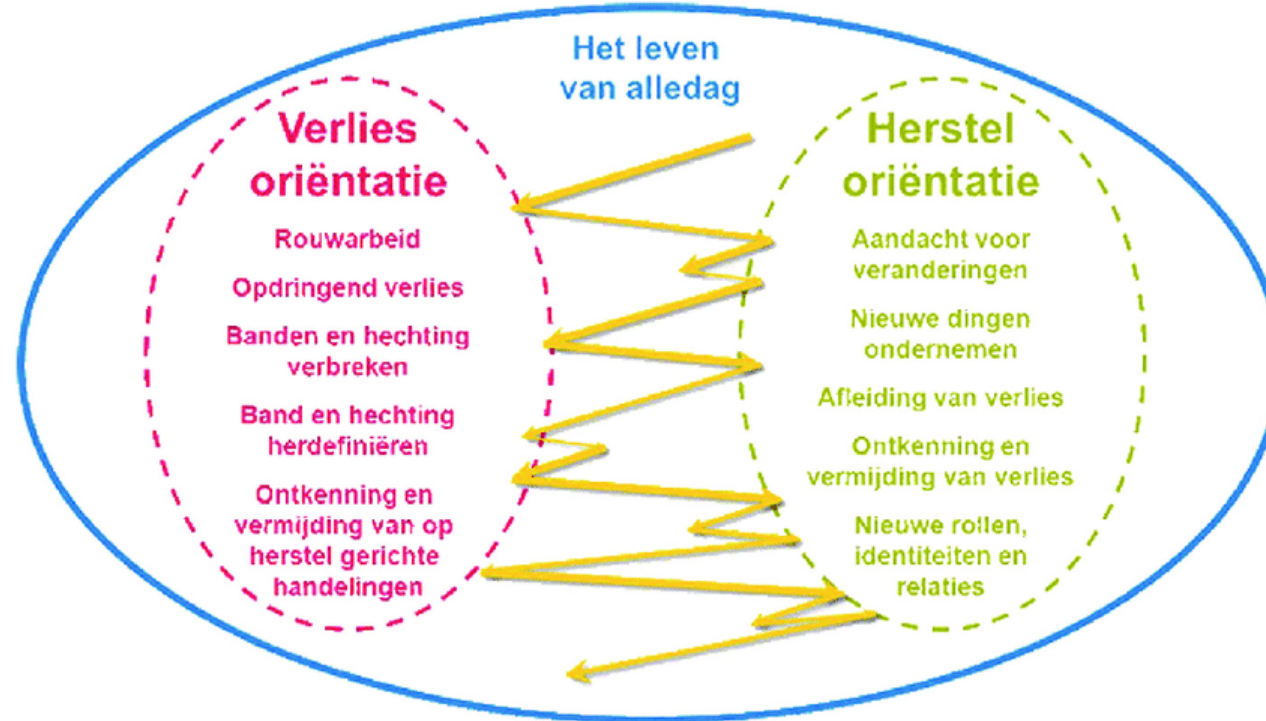 Het leven
van alledag
Verlies
oriëntatie
Rouwarbeid
Opdringend verlies
Banden en hechting
verbreken
Band en hechting
herdefiniëren
Ontkenning en
vermijding van op
herstel gerichte
handelingen
Herstel
oriëntatie
Aandacht voor
veranderingen
Nieuwe dingen
ondernemen
Afleiding van verlies
Ontkenning en
vermijding van verlies
Nieuwe rollen,
identiteiten en
relaties